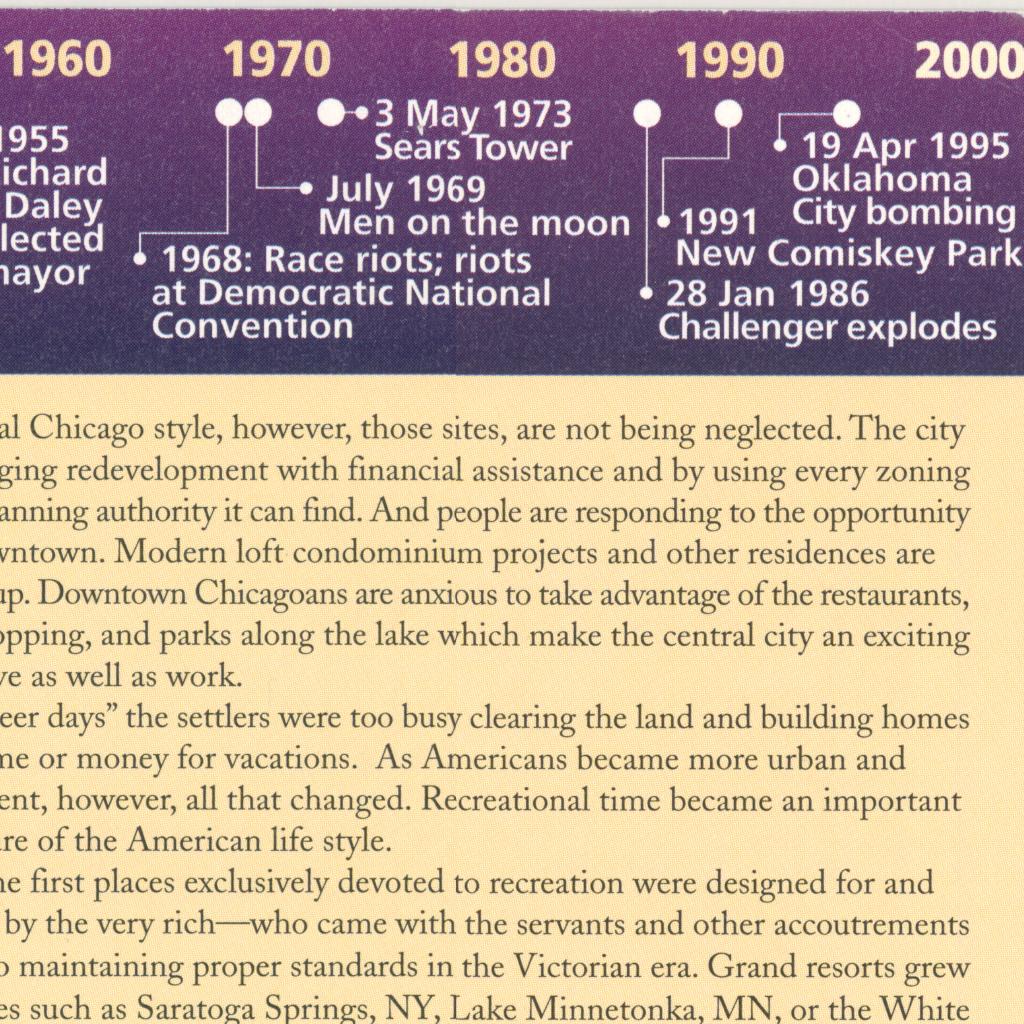 1960 1970 1980 1990 2000
1955
ichard
Daley
lected
mayor
1968: Race riots; riots
at Democratic National
Convention
July 1969
Men on the moon
3 May 1973
Sears Tower
28 Jan 1986
Challenger explodes
1991
New Comiskey Park
19 Apr 1995
Oklahoma
City bombing
al Chicago style, however, those sites, are not being neglected. The city
ging redevelopment with financial assistance and by using every zoning
anning authority it can find. And people are responding to the opportunity
wntown. Modern loft condominium projects and other residences are
up. Downtown Chicagoans are anxious to take advantage of the restaurants,
opping, and parks along the lake which make the central city an exciting
ve as well as work.
eer days” the settlers were too busy clearing the land and building homes
me or money for vacations.  As Americans became more urban and
ent, however, all that changed. Recreational time became an important
re of the American life style.
he first places exclusively devoted to recreation were designed for and
by the very rich—who came with the servants and other accoutrements
o maintaining proper standards in the Victorian era. Grand resorts grew
es such as Saratoga Springs, NY, Lake Minnetonka, MN, or the White